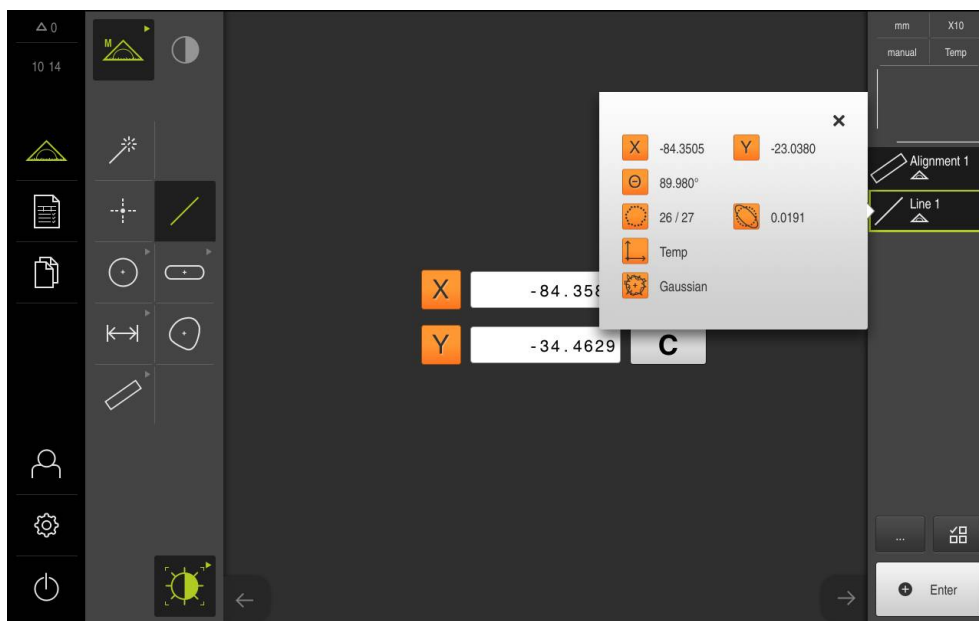 0
10 14
M
mm X10
manual Temp
X -84.3505 Y -23.0380
Θ 89.980°
26 / 27 0.0191
Temp
Gaussian
Alignment 1
Line 1
X -84.358
Y -34.4629 C
...
Enter